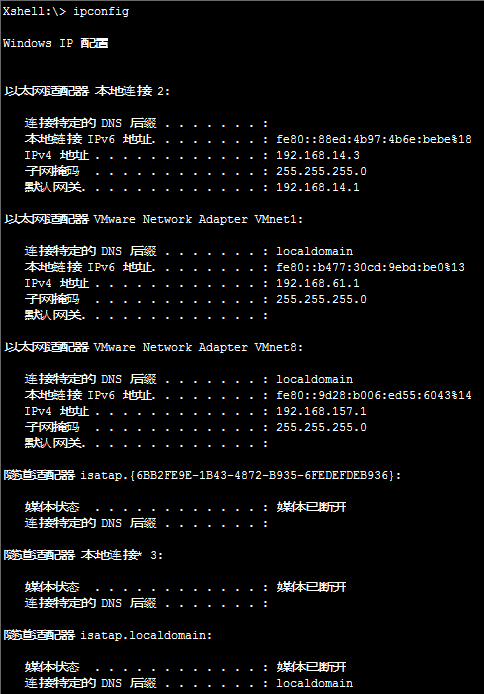 Xshell:\> ipconfig
Windows IP 配置
以太网适配器 本地连接 2:
连接特定的 DNS 后缀 . . . . . . . :
本地链接 IPv6 地址. . . . . . . . : fe80::88ed:4b97:4b6e:bebe%18
IPv4 地址 . . . . . . . . . . . . : 192.168.14.3
子网掩码  . . . . . . . . . . . . : 255.255.255.0
默认网关. . . . . . . . . . . . . : 192.168.14.1
以太网适配器 VMware Network Adapter VMnet1:
连接特定的 DNS 后缀 . . . . . . . : localdomain
本地链接 IPv6 地址. . . . . . . . : fe80::b477:30cd:9ebd:be0%13
IPv4 地址 . . . . . . . . . . . . : 192.168.61.1
子网掩码  . . . . . . . . . . . . : 255.255.255.0
默认网关. . . . . . . . . . . . . :
以太网适配器 VMware Network Adapter VMnet8:
连接特定的 DNS 后缀 . . . . . . . : localdomain
本地链接 IPv6 地址. . . . . . . . : fe80::9d28:b006:ed55:6043%14
IPv4 地址 . . . . . . . . . . . . : 192.168.157.1
子网掩码  . . . . . . . . . . . . : 255.255.255.0
默认网关. . . . . . . . . . . . . :
隧道适配器 isatap.{6BB2FE9E-1B43-4872-B935-6FEDEFDEB936}:
媒体状态  . . . . . . . . . . . . : 媒体已断开
连接特定的 DNS 后缀 . . . . . . . :
隧道适配器 本地连接* 3:
媒体状态  . . . . . . . . . . . . : 媒体已断开
连接特定的 DNS 后缀 . . . . . . . :
隧道适配器 isatap.localdomain:
媒体状态  . . . . . . . . . . . . : 媒体已断开
连接特定的 DNS 后缀 . . . . . . . : localdomain